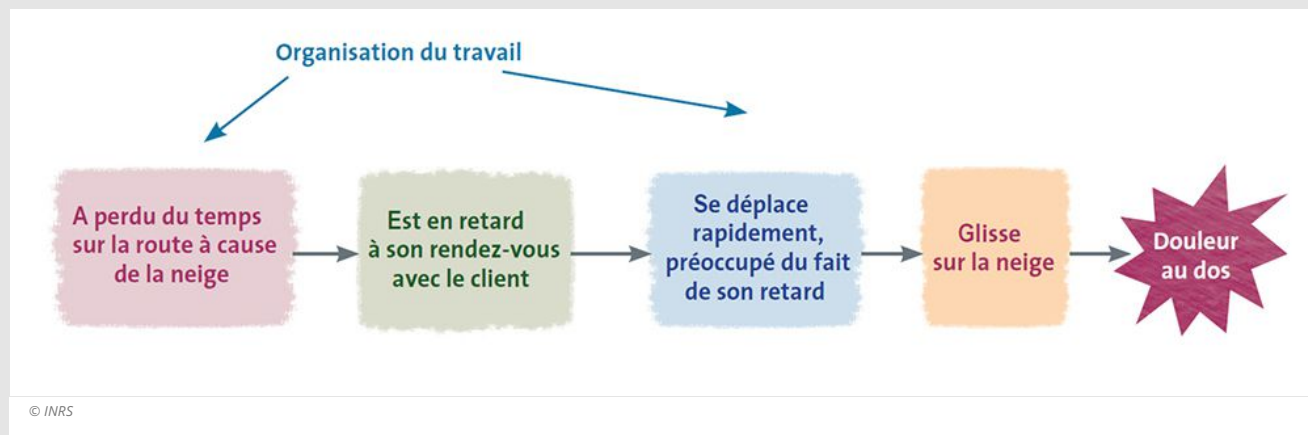 Organisation du travail
A perdu du temps
sur la route à cause
de la neige
Est en retard
à son rendez-vous
avec le client
Se déplace
rapidement,
préoccupé du fait
de son retard
Glisse
sur la neige
Douleur
au dos
© INRS